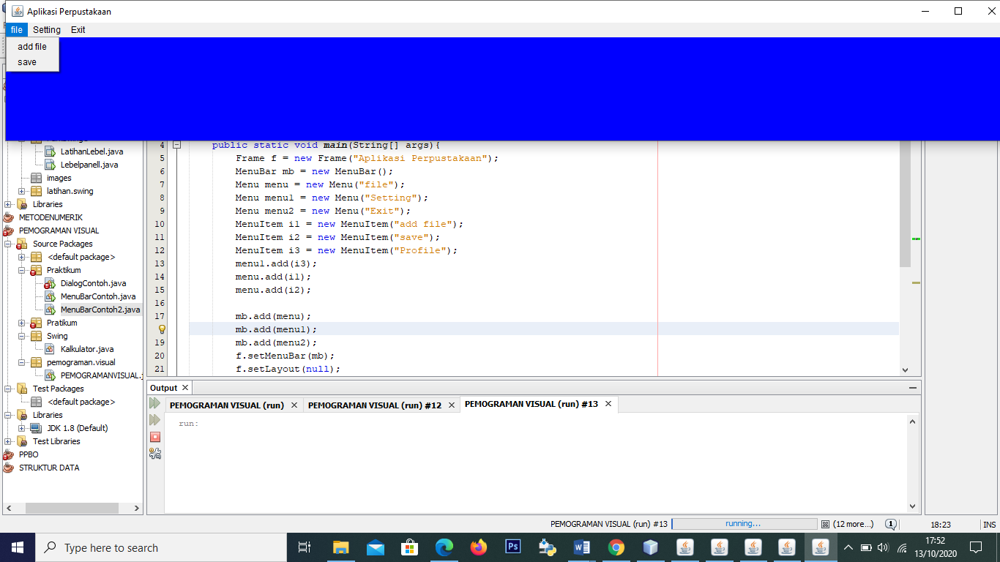 Aplikasi Perpustakaan
file Setting Exit
add file
save
LatihanLebel.java
Lebelpanell.java
images
latihan.swing
Libraries
METODENUMERIK
PEMOGRAMAN VISUAL
Source Packages
<default package>
Praktikum
DialogContoh.java
MenuBarContoh.java
MenuBarContoh2.java
Pratikum
Swing
Kalkulator.java
pemograman.visual
PEMOGRAMANVISUAL.j
Test Packages
<default package>
Libraries
JDK 1.8 (Default)
Test Libraries
PPBO
STRUKTUR DATA
4 public static void main(String[] args){
5 Frame f = new Frame("Aplikasi Perpustakaan");
6 MenuBar mb = new MenuBar();
7 Menu menu = new Menu("file");
8 Menu menu1 = new Menu("Setting");
9 Menu menu2 = new Menu("Exit");
10 MenuItem i1 = new MenuItem("add file");
11 MenuItem i2 = new MenuItem("save");
12 MenuItem i3 = new MenuItem("Profile");
13 menu1.add(i3);
14 menu.add(i1);
15 menu.add(i2);
16
17 mb.add(menu);
mb.add(menu1);
19 mb.add(menu2);
20 f.setMenuBar(mb);
21 f.setLayout(null);
Output
PEMOGRAMAN VISUAL (run) PEMOGRAMAN VISUAL (run) #12 PEMOGRAMAN VISUAL (run) #13
run:
PEMOGRAMAN VISUAL (run) #13 running... (12 more...) 1 18:23 INS
Type here to search
Ps
17:52
13/10/2020